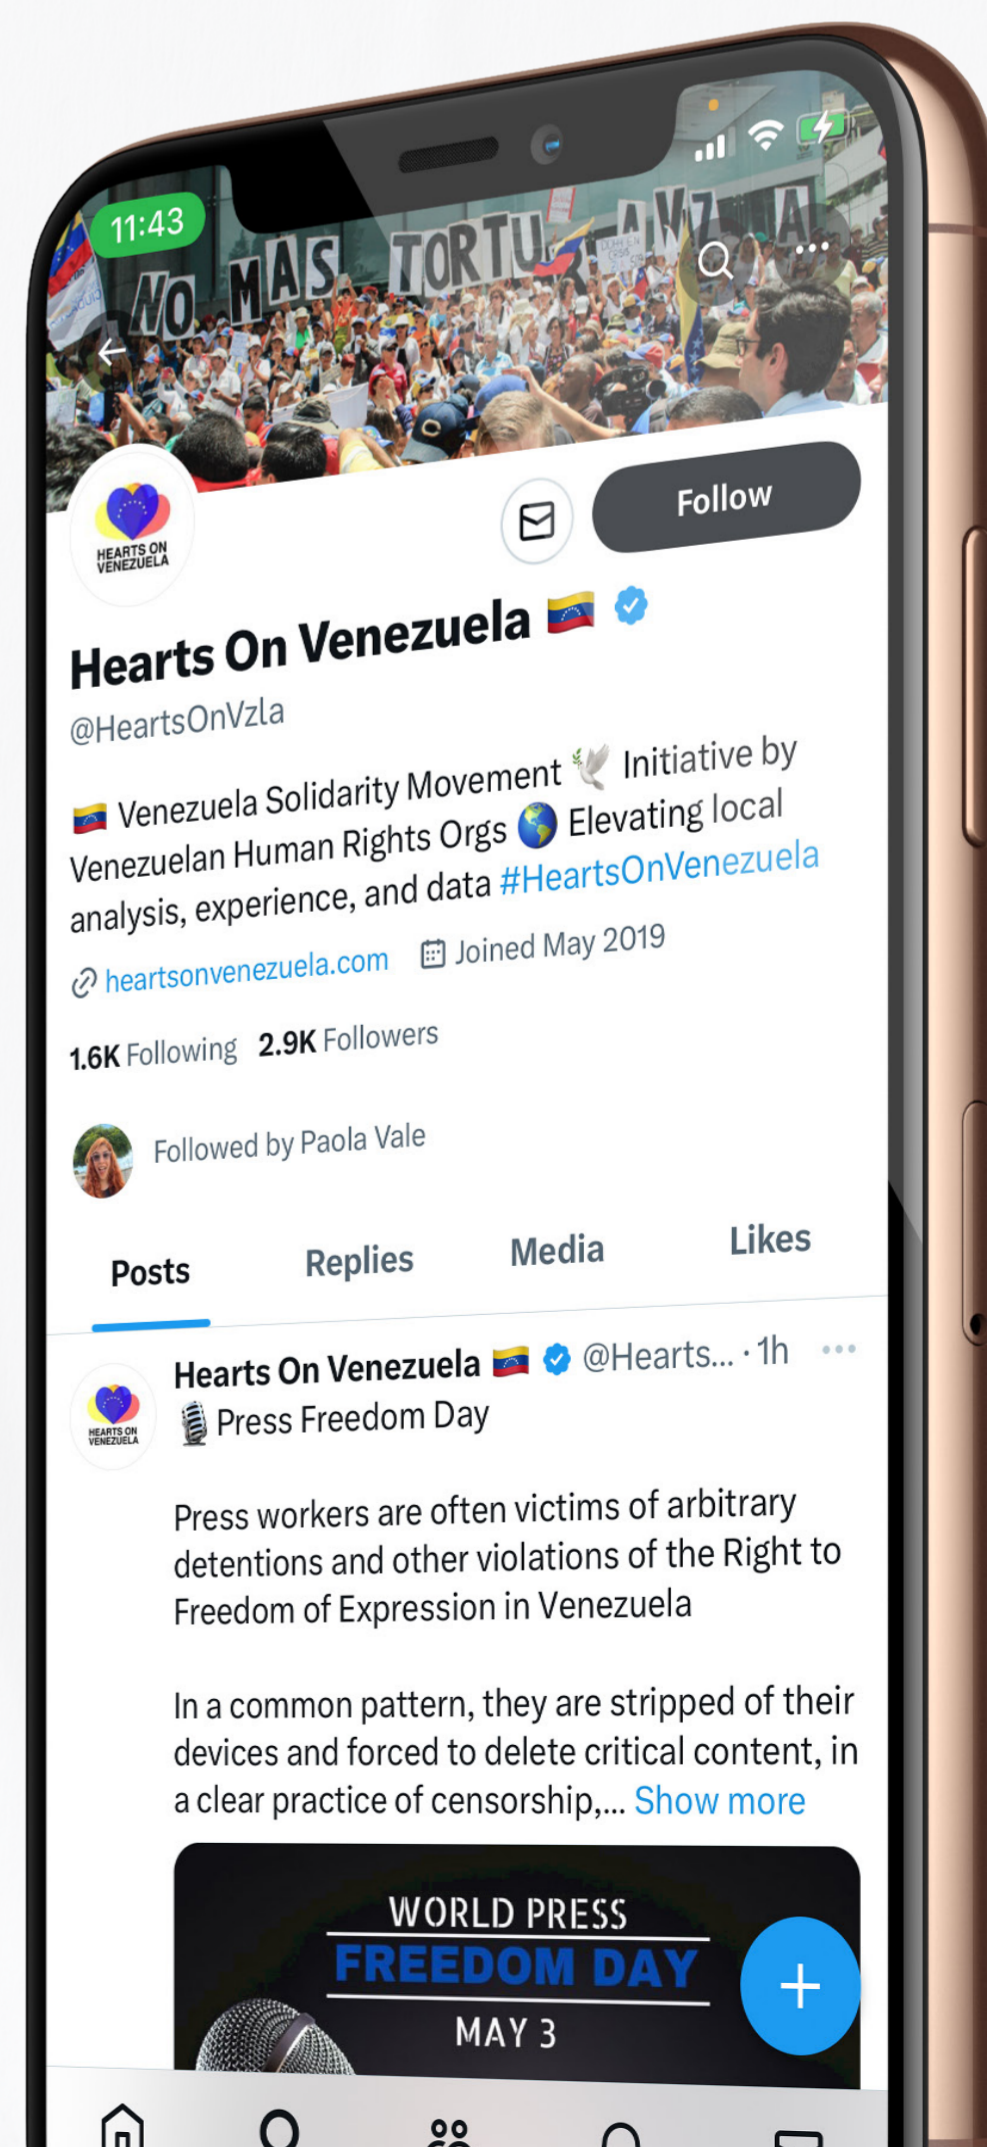 11:43
NO MAS TORTU
HEARTS ON
VENEZUELA
Follow
Hearts On Venezuela
@HeartsOnVzla
Venezuela Solidarity Movement Initiative by
Venezuelan Human Rights Orgs Elevating local
analysis, experience, and data #HeartsOnVenezuela
heartsonvenezuela.com Joined May 2019
1.6K Following 2.9K Followers
Followed by Paola Vale
Posts Replies Media Likes
Hearts On Venezuela @Hearts... · 1h
HEARTS ON
VENEZUELA
Press Freedom Day
Press workers are often victims of arbitrary
detentions and other violations of the Right to
Freedom of Expression in Venezuela
In a common pattern, they are stripped of their
devices and forced to delete critical content, in
a clear practice of censorship,... Show more
WORLD PRESS
FREEDOM DAY
MAY 3